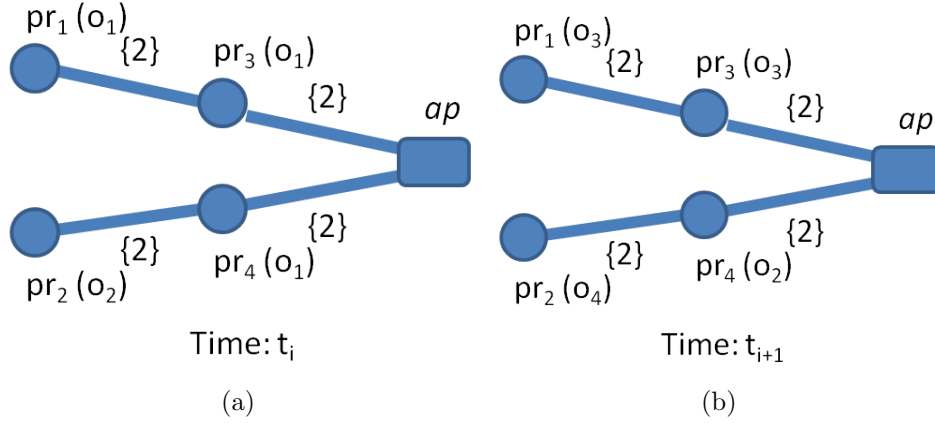 pr₁ (o₁)
{2}
pr₃ (o₁)
{2}
ap
pr₂ (o₂)
{2}
pr₄ (o₁)
{2}
Time: tᵢ
(a)
pr₁ (o₃)
{2}
pr₃ (o₃)
{2}
ap
pr₂ (o₄)
{2}
pr₄ (o₂)
{2}
Time: tᵢ₊₁
(b)